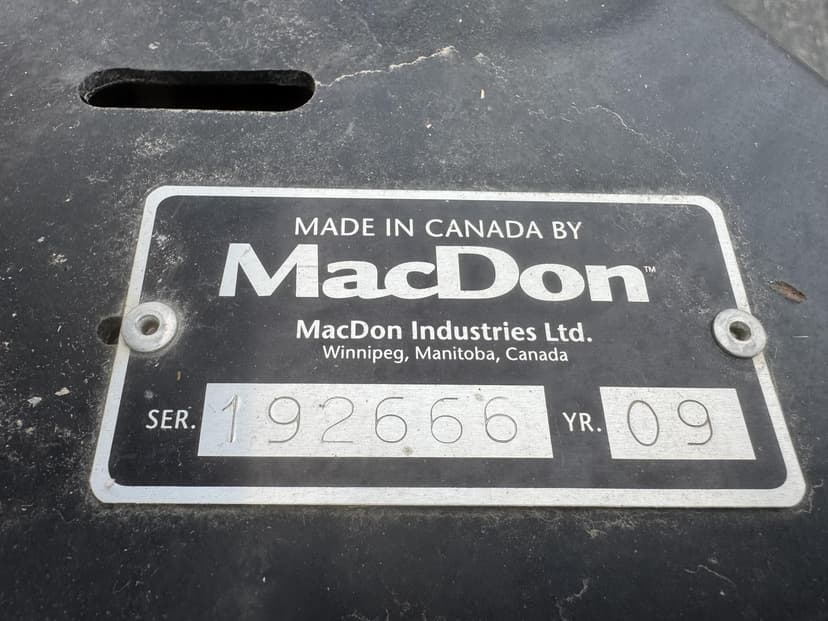 MADE IN CANADA BY
MacDon™
MacDon Industries Ltd.
Winnipeg, Manitoba, Canada
SER. 192666 YR. 09